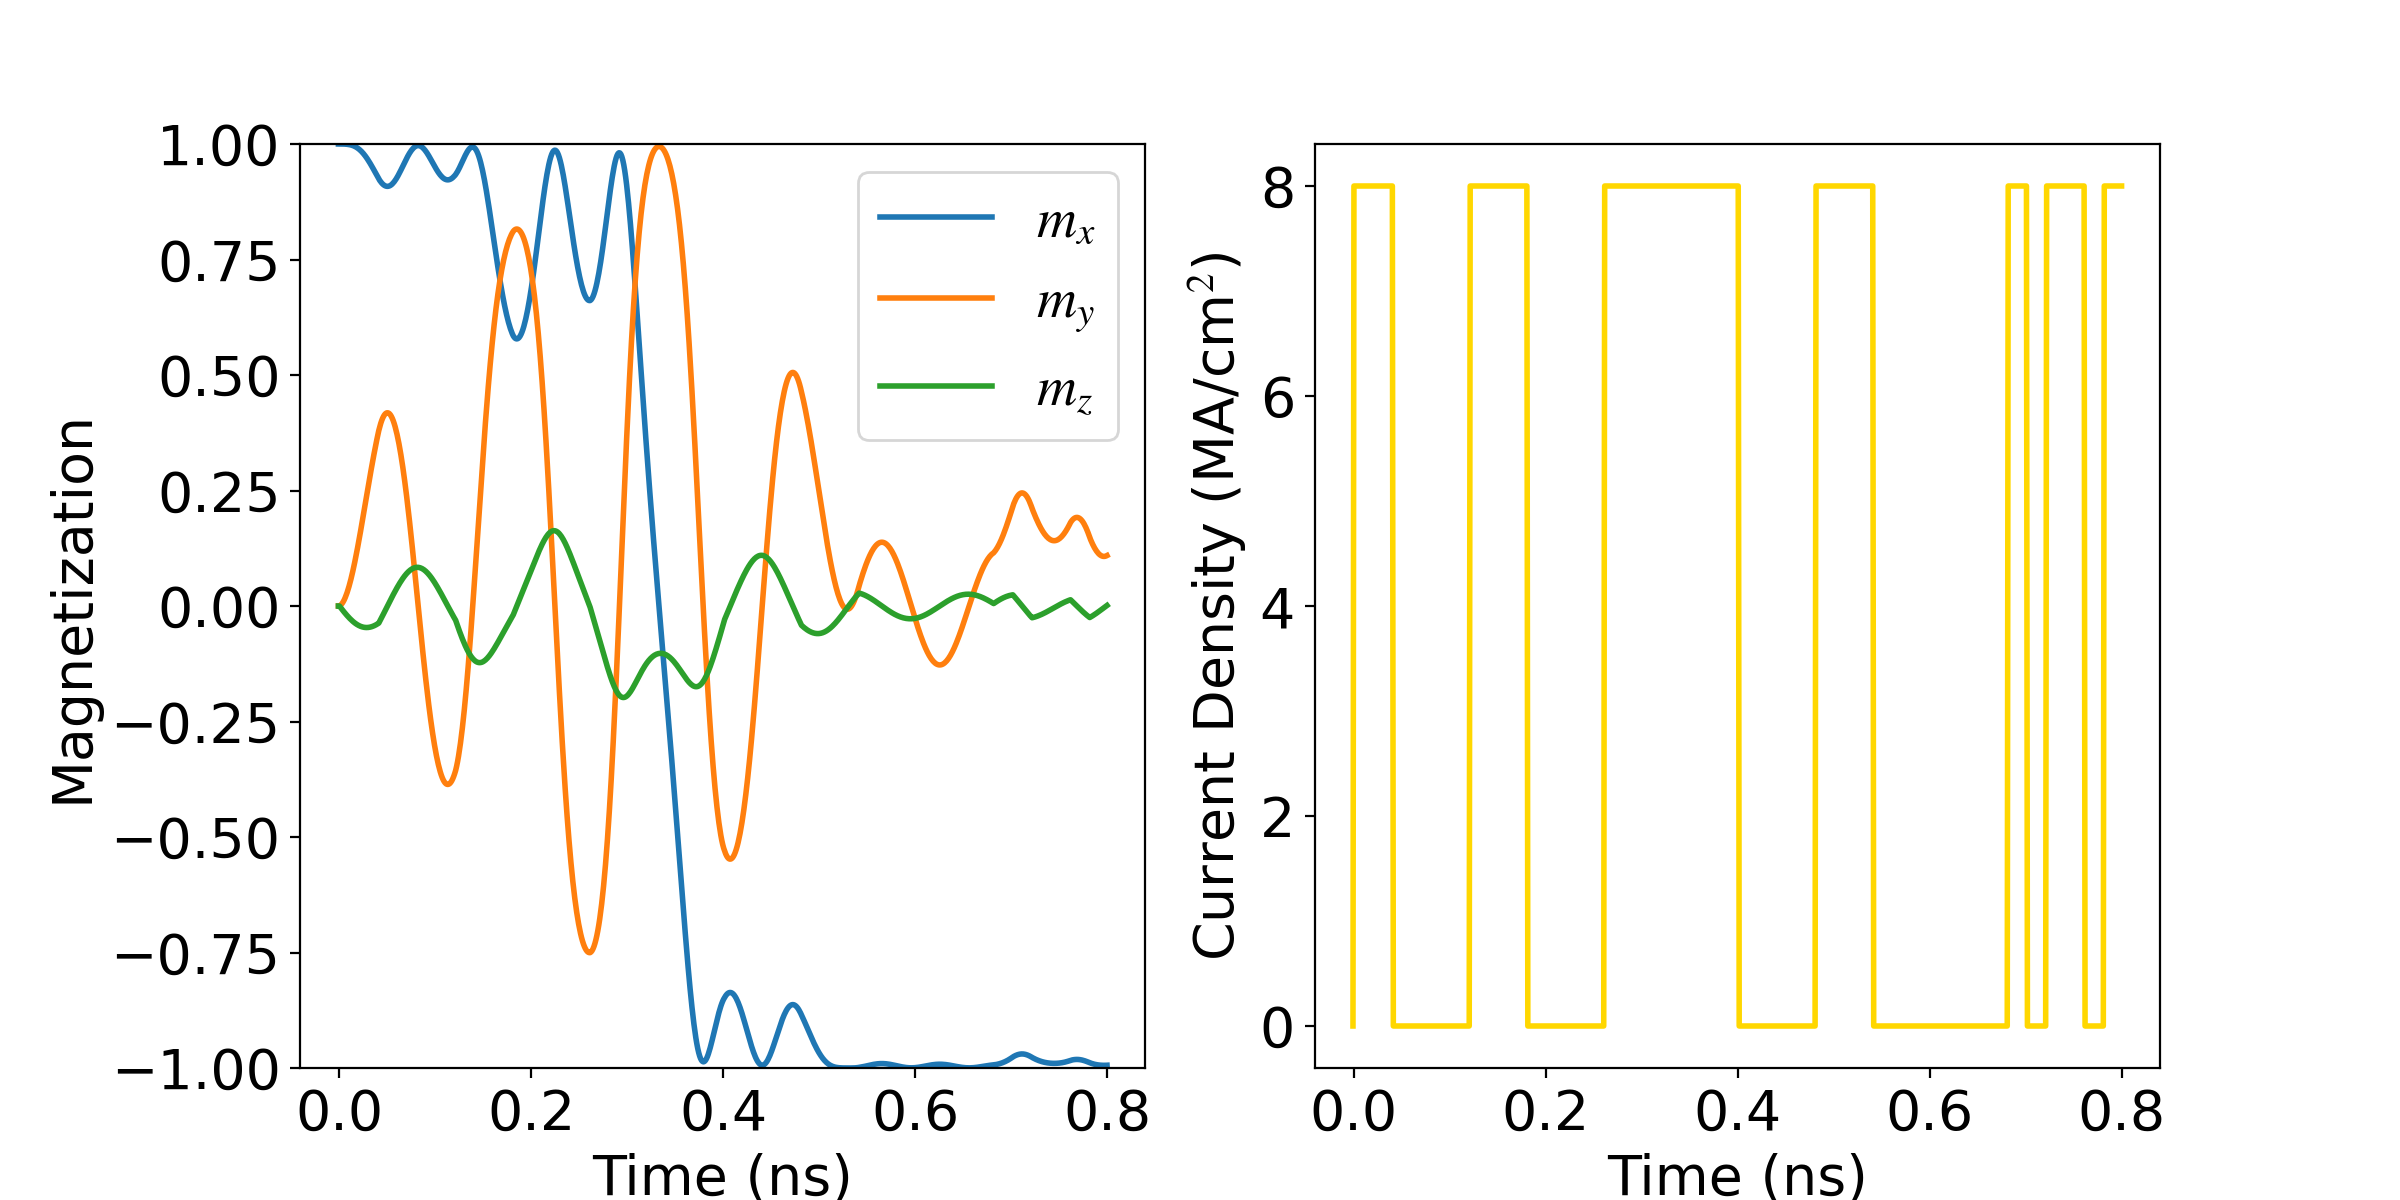 Magnetization
1.00
0.75
0.50
0.25
0.00
−0.25
−0.50
−0.75
−1.00
0.0 0.2 0.4 0.6 0.8
Time (ns)
m_x
m_y
m_z
Current Density (MA/cm²)
8
6
4
2
0
0.0 0.2 0.4 0.6 0.8
Time (ns)